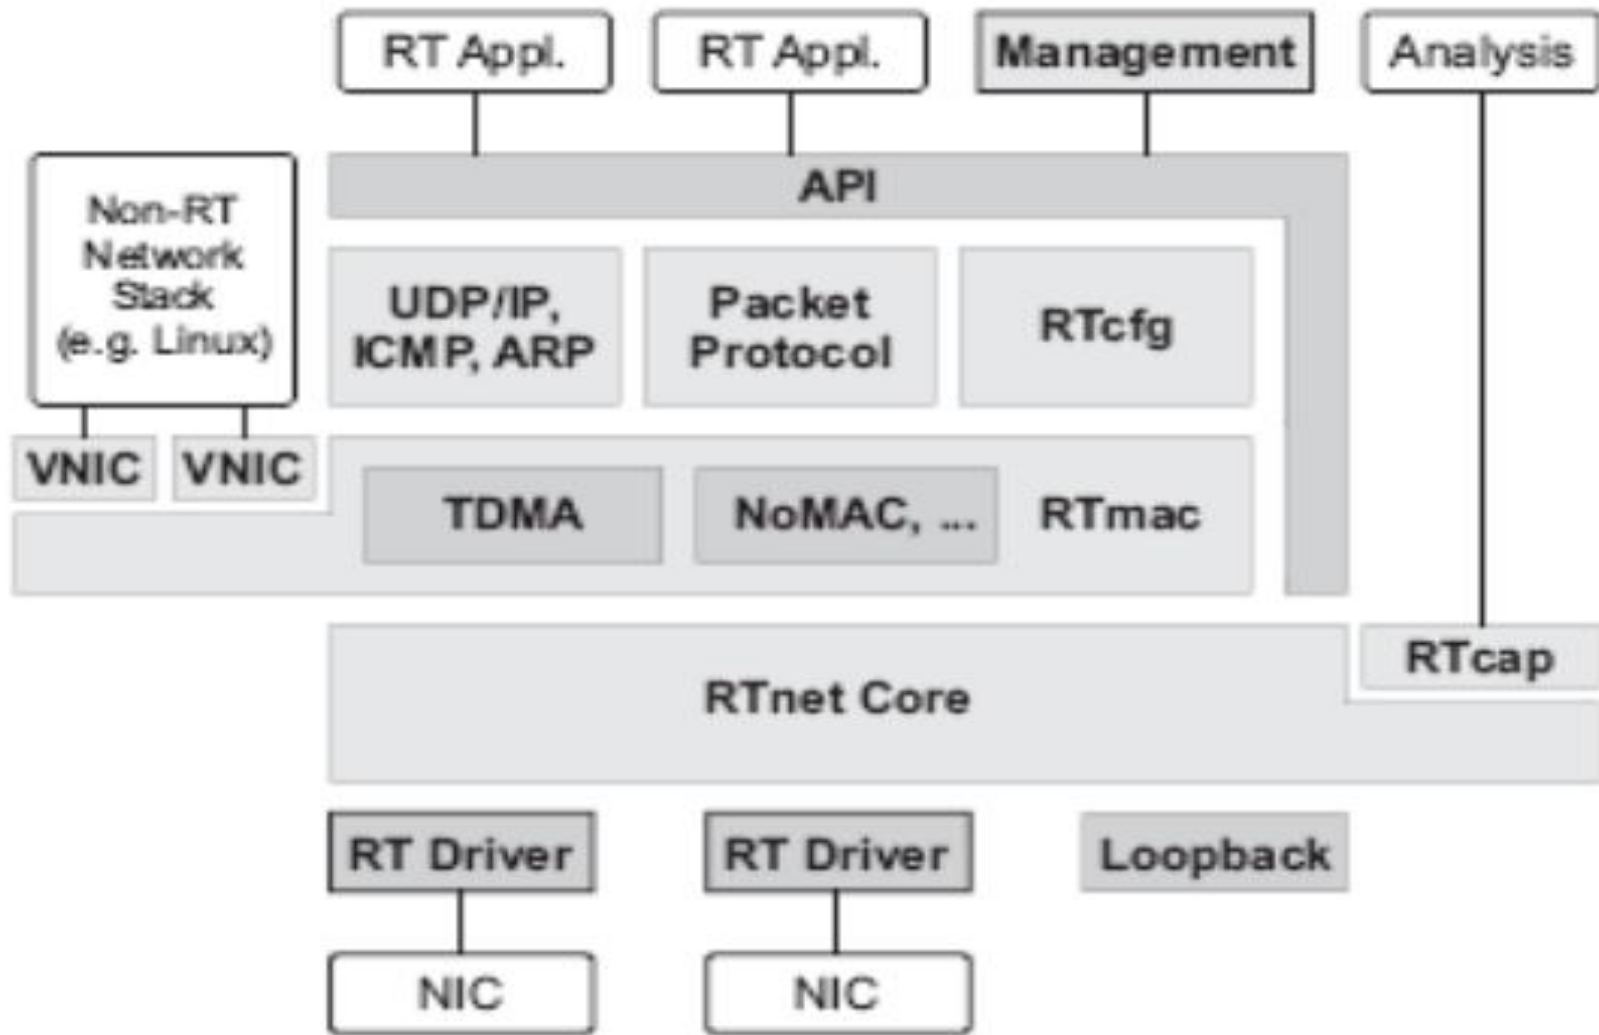 RT Appl.
RT Appl.
Management
Analysis
API
Non-RT
Network
Stack
(e.g. Linux)
UDP/IP,
ICMP, ARP
Packet
Protocol
RTcfg
VNIC
VNIC
TDMA
NoMAC, ...
RTmac
RTcap
RTnet Core
RT Driver
RT Driver
Loopback
NIC
NIC